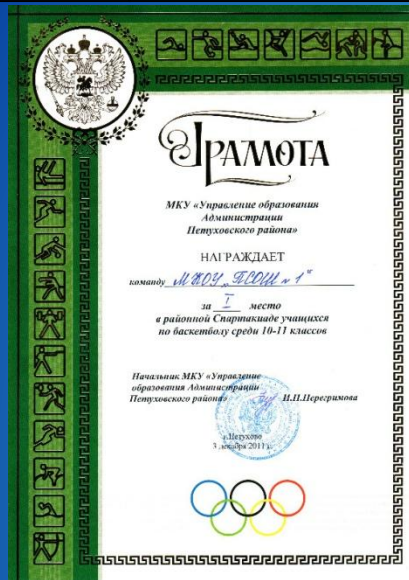 ГРАМОТА
МКУ «Управление образования
Администрации
Петуховского района»
НАГРАЖДАЕТ
команду МКОУ „ПСОШ № 1"
за I место
в районной Спартакиаде учащихся
по баскетболу среди 10-11 классов
Начальник МКУ «Управление
образования Администрации
Петуховского района» И.П.Перегримова
г.Петухово
3 декабря 2011 г.